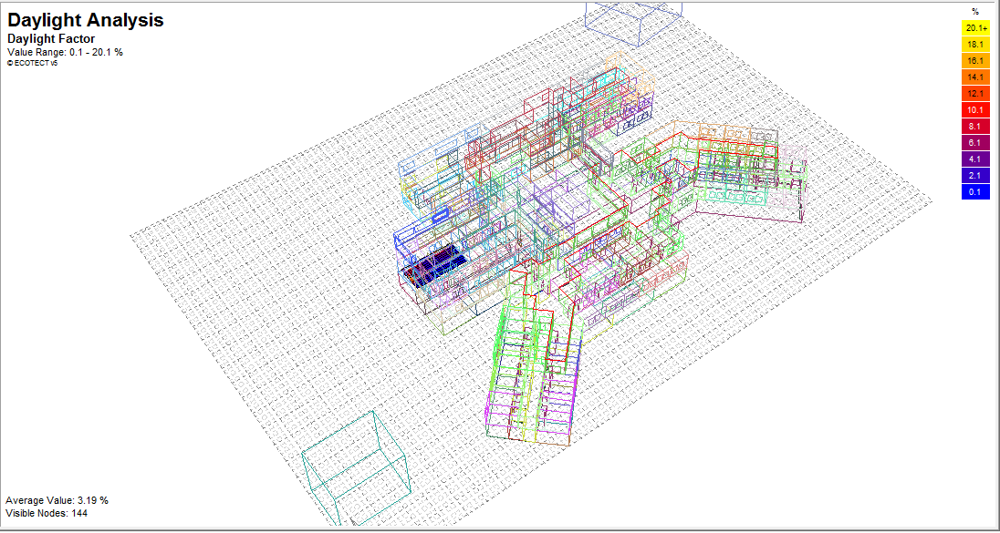 Daylight Analysis
Daylight Factor
Value Range: 0.1 - 20.1 %
© ECOTECT v5
%
20.1+
18.1
16.1
14.1
12.1
10.1
8.1
6.1
4.1
2.1
0.1
Average Value: 3.19 %
Visible Nodes: 144